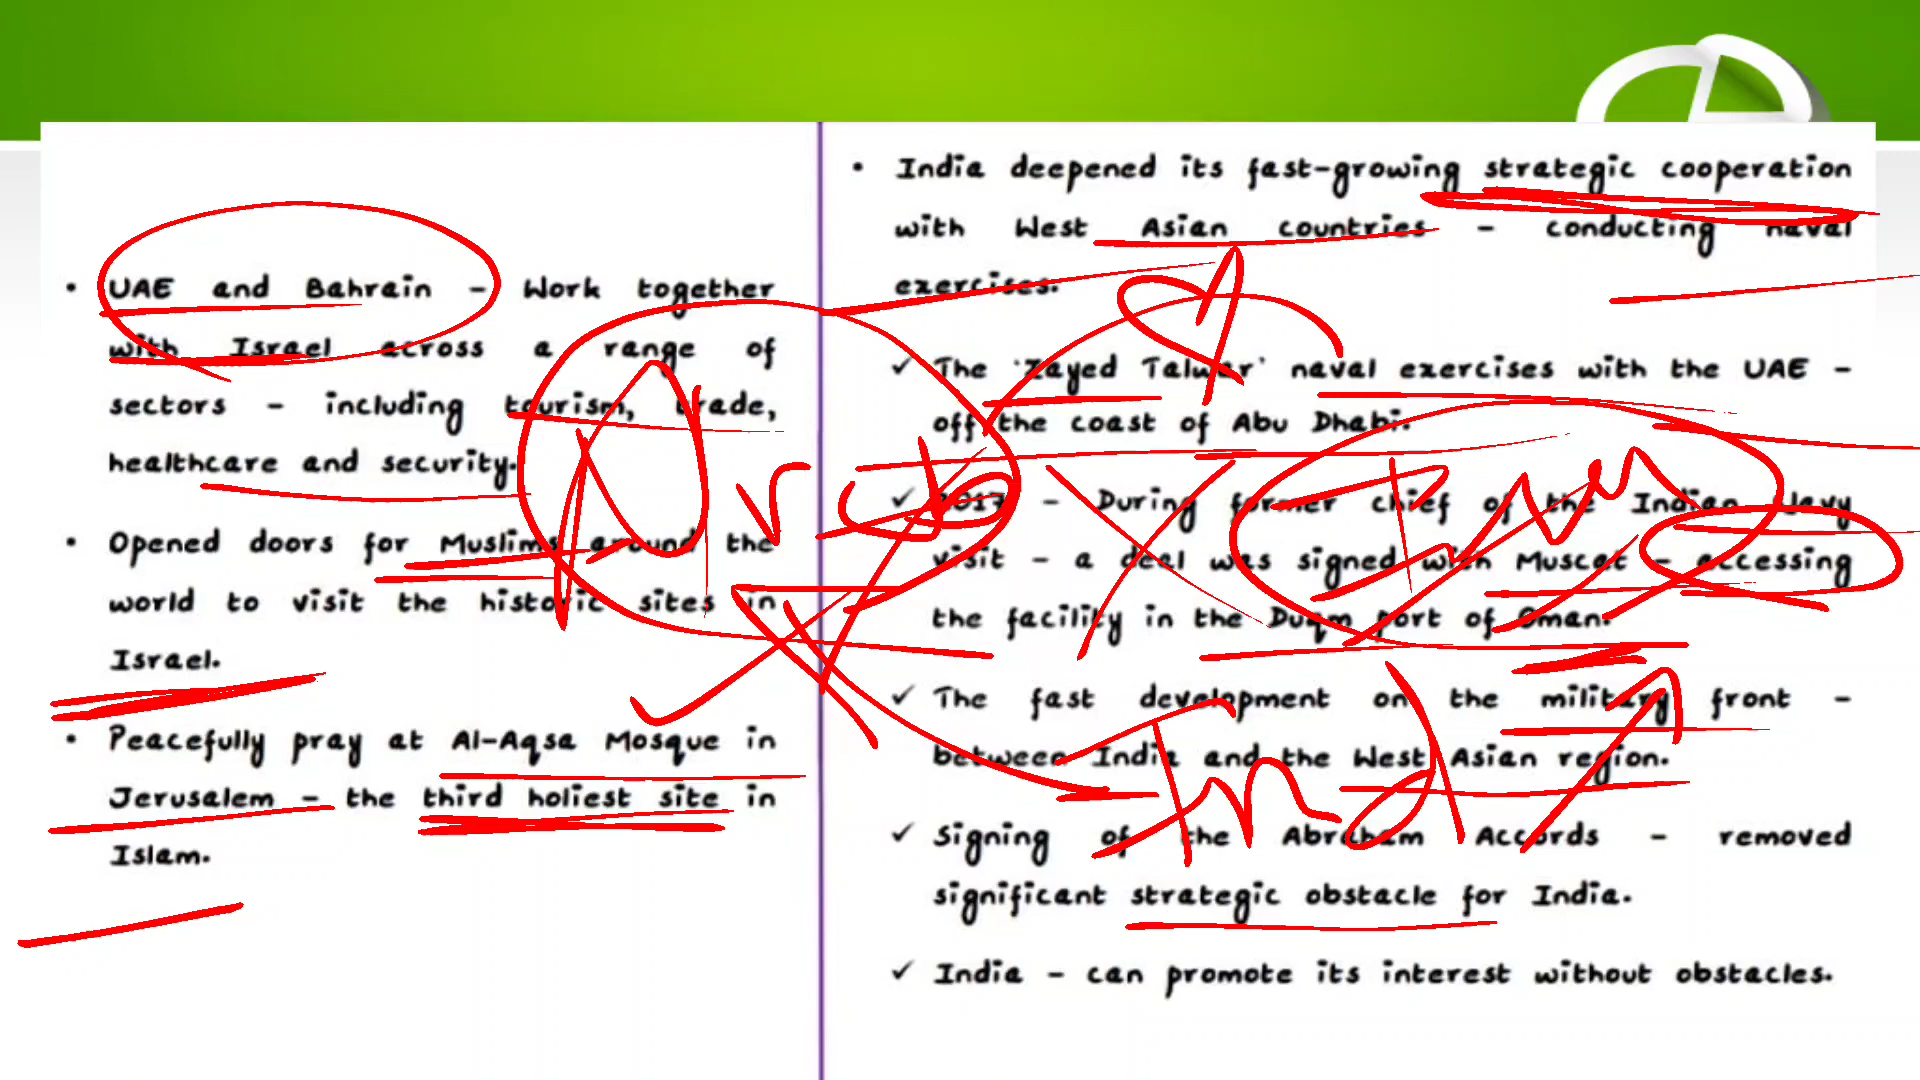 • UAE and Bahrain - Work together
with Israel across a range of
sectors - including tourism, trade,
healthcare and security.
• Opened doors for Muslims around the
world to visit the historic sites in
Israel.
• Peacefully pray at Al-Aqsa Mosque in
Jerusalem - the third holiest site in
Islam.
• India deepened its fast-growing strategic cooperation
with West Asian countries - conducting naval
exercises.
✓ The 'Zayed Talwar' naval exercises with the UAE -
off the coast of Abu Dhabi.
✓ 2017 - During former chief of the Indian Navy
visit - a deal was signed with Muscat - accessing
the facility in the Duqm port of Oman.
✓ The fast development on the military front -
between India and the West Asian region.
✓ Signing of the Abraham Accords - removed
significant strategic obstacle for India.
✓ India - can promote its interest without obstacles.
Arab
Iran